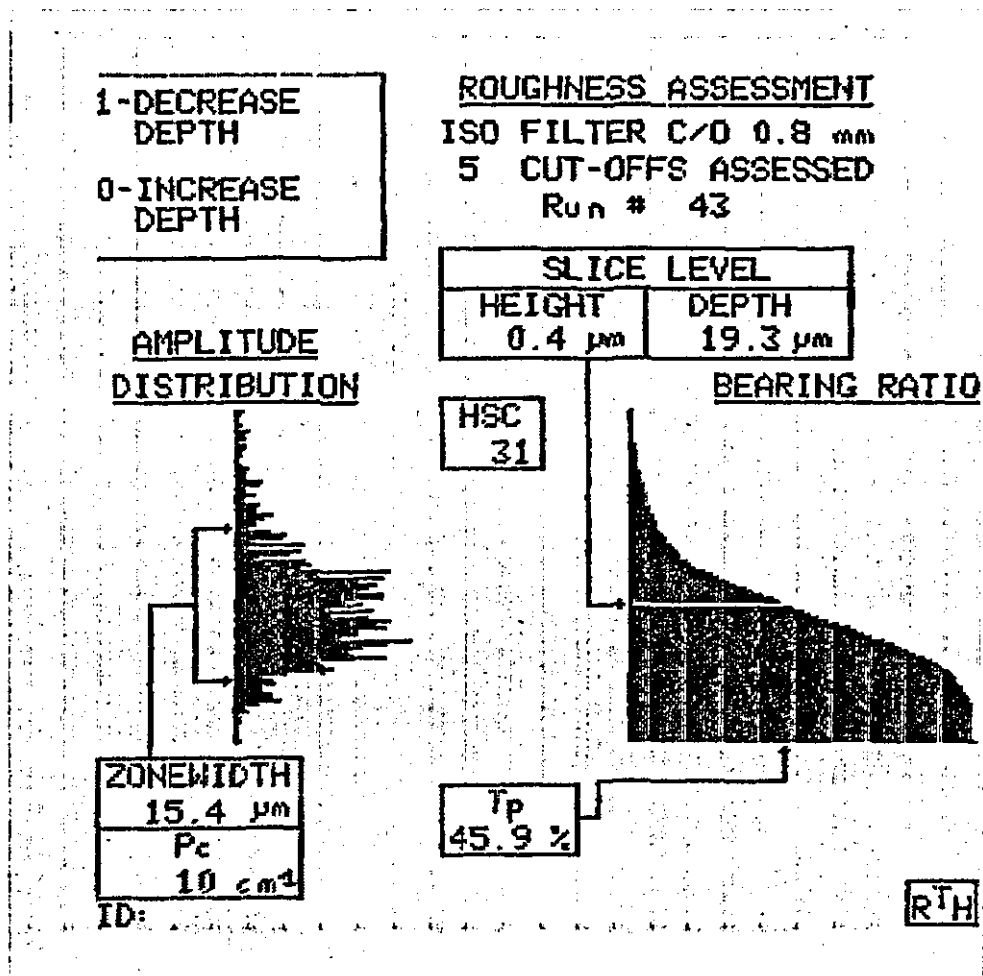 1-DECREASE
DEPTH
0-INCREASE
DEPTH
ROUGHNESS ASSESSMENT
ISO FILTER C/O 0.8 mm
5 CUT-OFFS ASSESSED
Run # 43
SLICE LEVEL
HEIGHT DEPTH
0.4 µm 19.3 µm
AMPLITUDE
DISTRIBUTION
HSC
31
BEARING RATIO
ZONEWIDTH
15.4 µm
Pc
10 cm⁻¹
Tp
45.9 %
ID:
RTH